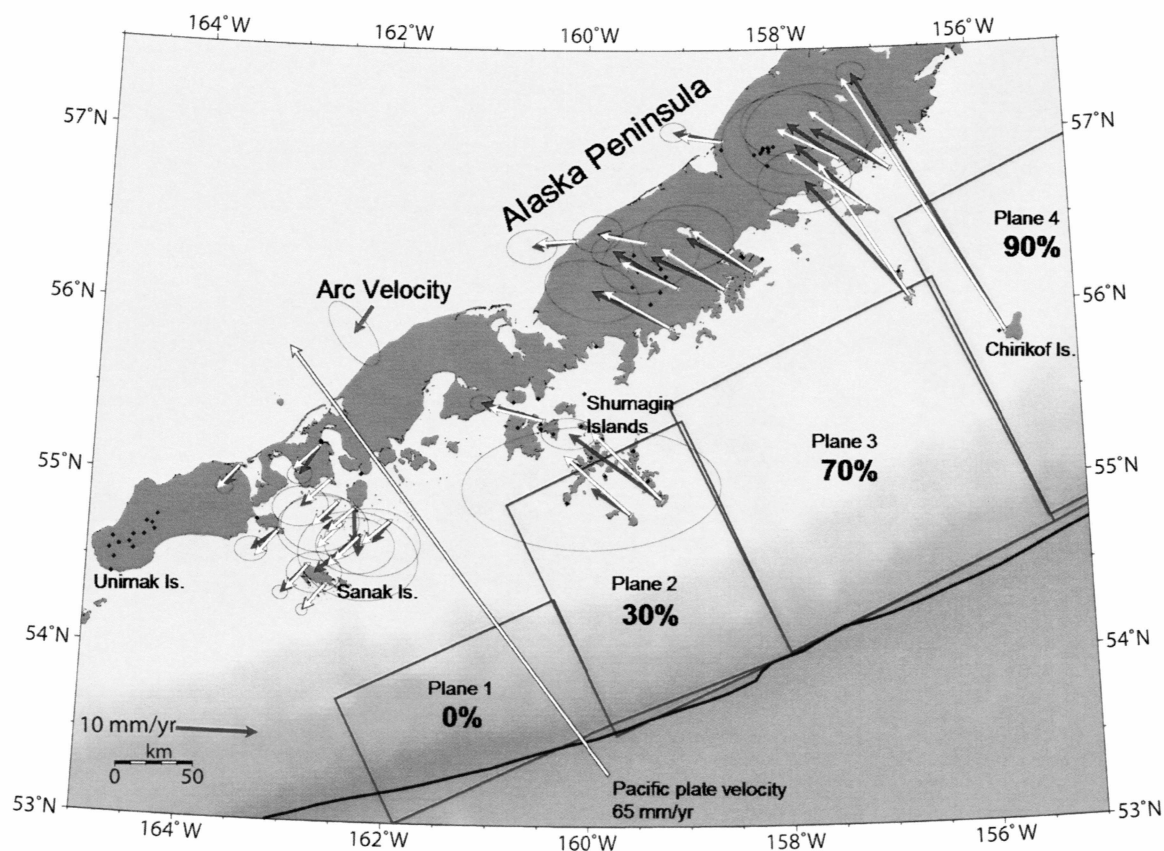 164˚W
162˚W
160˚W
158˚W
156˚W
57˚N
57˚N
Alaska Peninsula
Plane 4
90%
56˚N
56˚N
Arc Velocity
Chirikof Is.
Shumagin
Islands
Plane 3
70%
55˚N
55˚N
Unimak Is.
Sanak Is.
Plane 2
30%
54˚N
54˚N
Plane 1
0%
10 mm/yr
km
0 50
Pacific plate velocity
65 mm/yr
53˚N
53˚N
164˚W
162˚W
160˚W
158˚W
156˚W